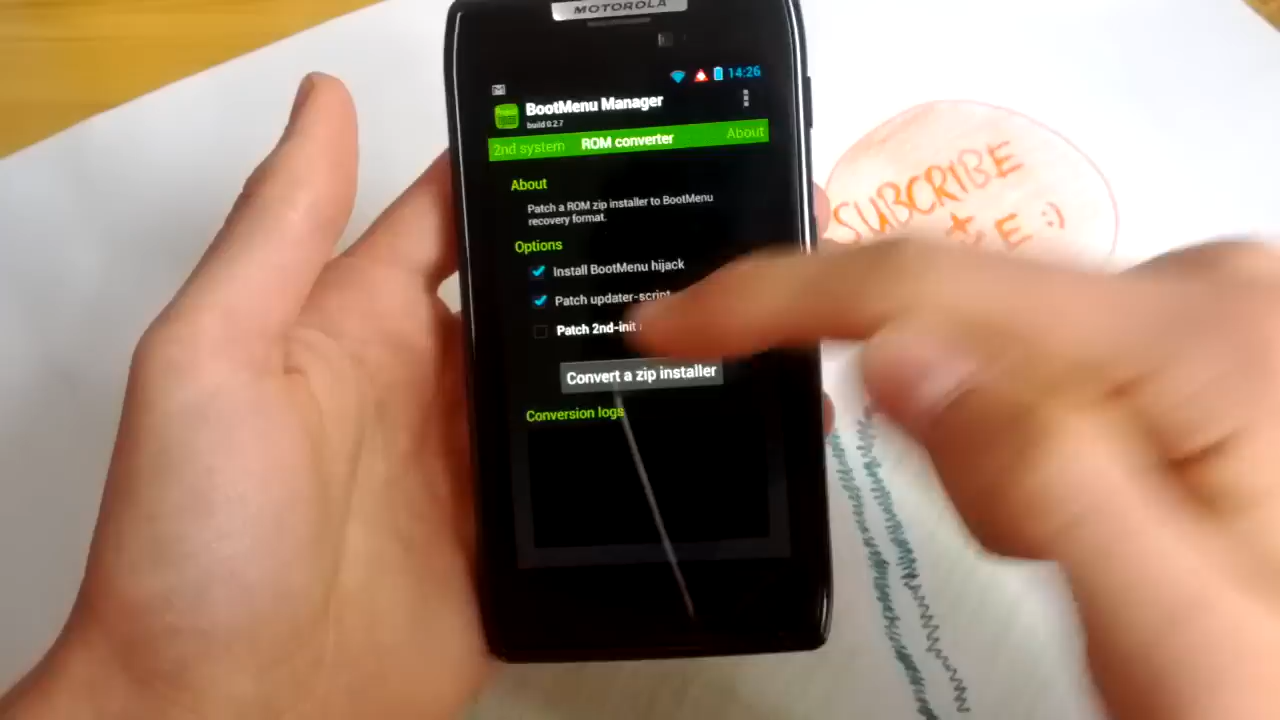 MOTOROLA
14:26
BootMenu Manager
build 0.2.7
2nd system ROM converter About
About
Patch a ROM zip installer to BootMenu
recovery format.
Options
Install BootMenu hijack
Patch updater-script
Patch 2nd-init
Convert a zip installer
Conversion logs
SUBCRIBE
+
E :)